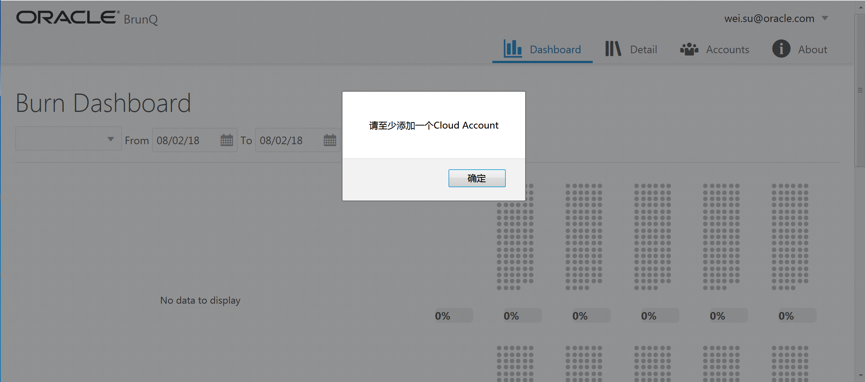 ORACLE® BrunQ
wei.su@oracle.com
Dashboard Detail Accounts About
Burn Dashboard
From 08/02/18 To 08/02/18
请至少添加一个Cloud Account
确定
No data to display
0% 0% 0% 0% 0% 0%